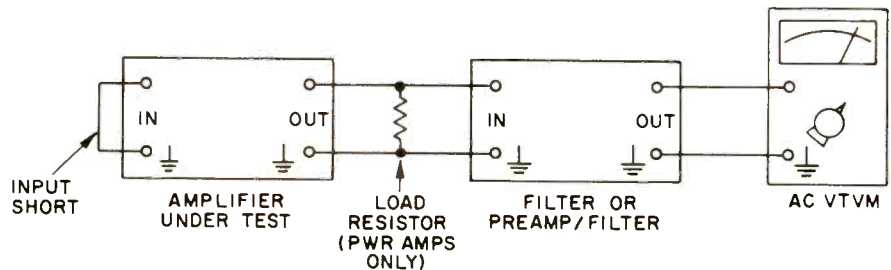 IN
OUT
IN
OUT
INPUT
SHORT
AMPLIFIER
UNDER TEST
LOAD
RESISTOR
(PWR AMPS
ONLY)
FILTER OR
PREAMP/FILTER
AC VTVM